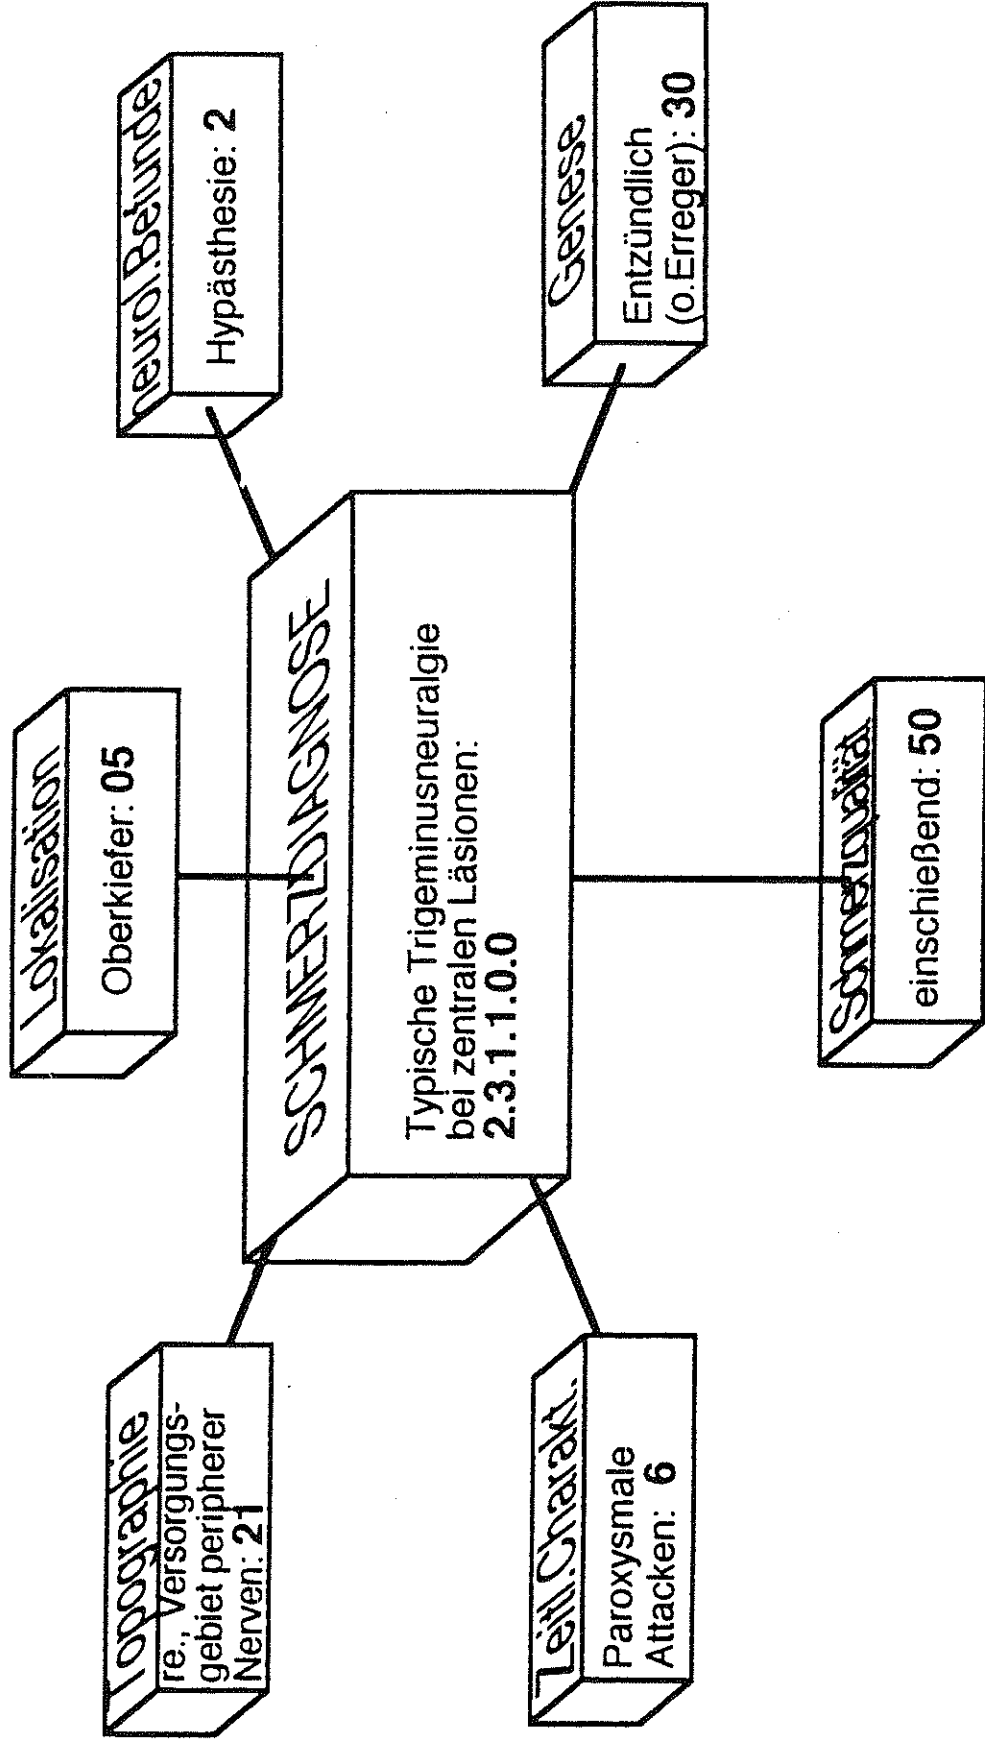 Topographie
re., Versorgungs-
gebiet peripherer
Nerven: 21
Lokalisation
Oberkiefer: 05
neurol.Befunde
Hypästhesie: 2
SCHMERZDIAGNOSE
Typische Trigeminusneuralgie
bei zentralen Läsionen:
2.3.1.1.0.0
Zeitl.Charakt..
Paroxysmale
Attacken: 6
Schmerzqualität
einschießend: 50
Genese
Entzündlich
(o.Erreger): 30